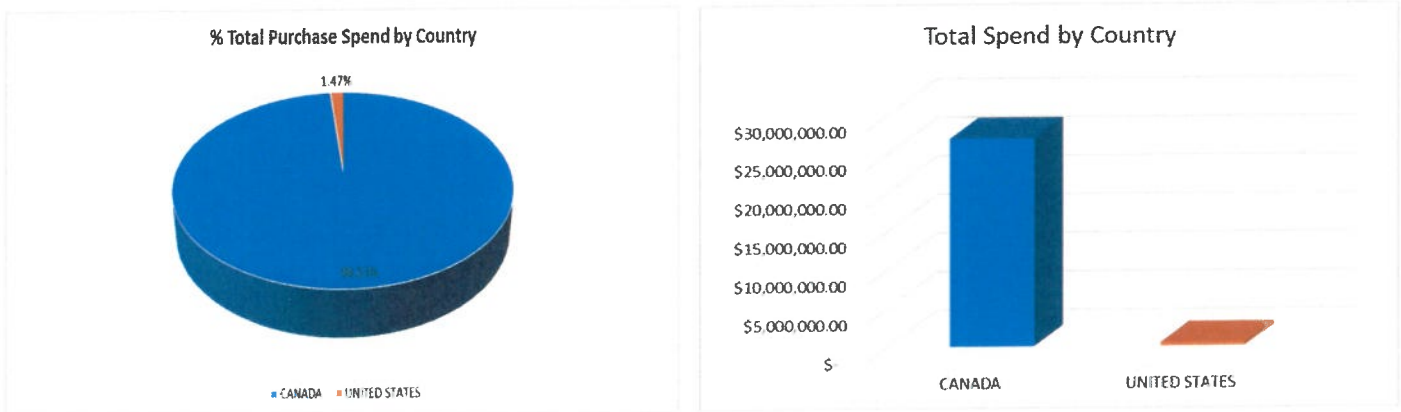 % Total Purchase Spend by Country
1.47%
CANADA UNITED STATES
Total Spend by Country
$30,000,000.00
$25,000,000.00
$20,000,000.00
$15,000,000.00
$10,000,000.00
$5,000,000.00
$-
CANADA UNITED STATES